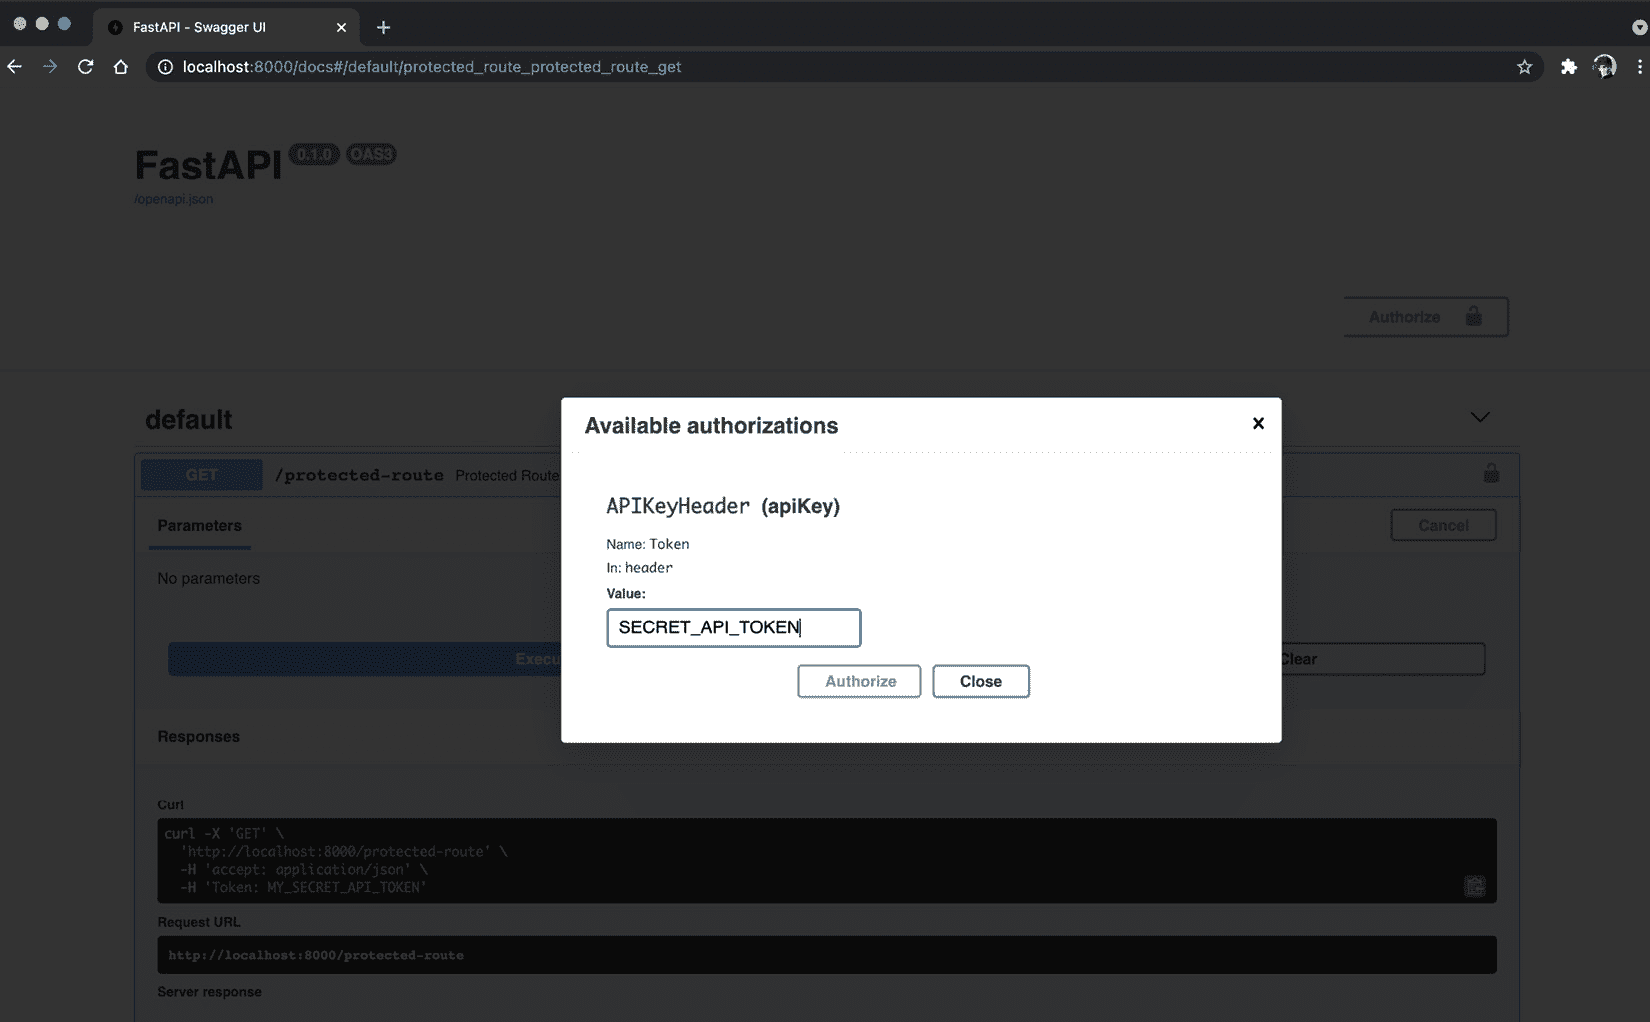 FastAPI - Swagger UI
localhost:8000/docs#/default/protected_route_protected_route_get
FastAPI 0.1.0 OAS3
/openapi.json
Authorize
default
GET /protected-route Protected Route
Parameters
Cancel
No parameters
Execu
Clear
Available authorizations
APIKeyHeader (apiKey)
Name: Token
In: header
Value:
SECRET_API_TOKEN
Authorize Close
Responses
Curl
curl -X 'GET' \
'http://localhost:8000/protected-route' \
-H 'accept: application/json' \
-H 'Token: MY_SECRET_API_TOKEN'
Request URL
http://localhost:8000/protected-route
Server response